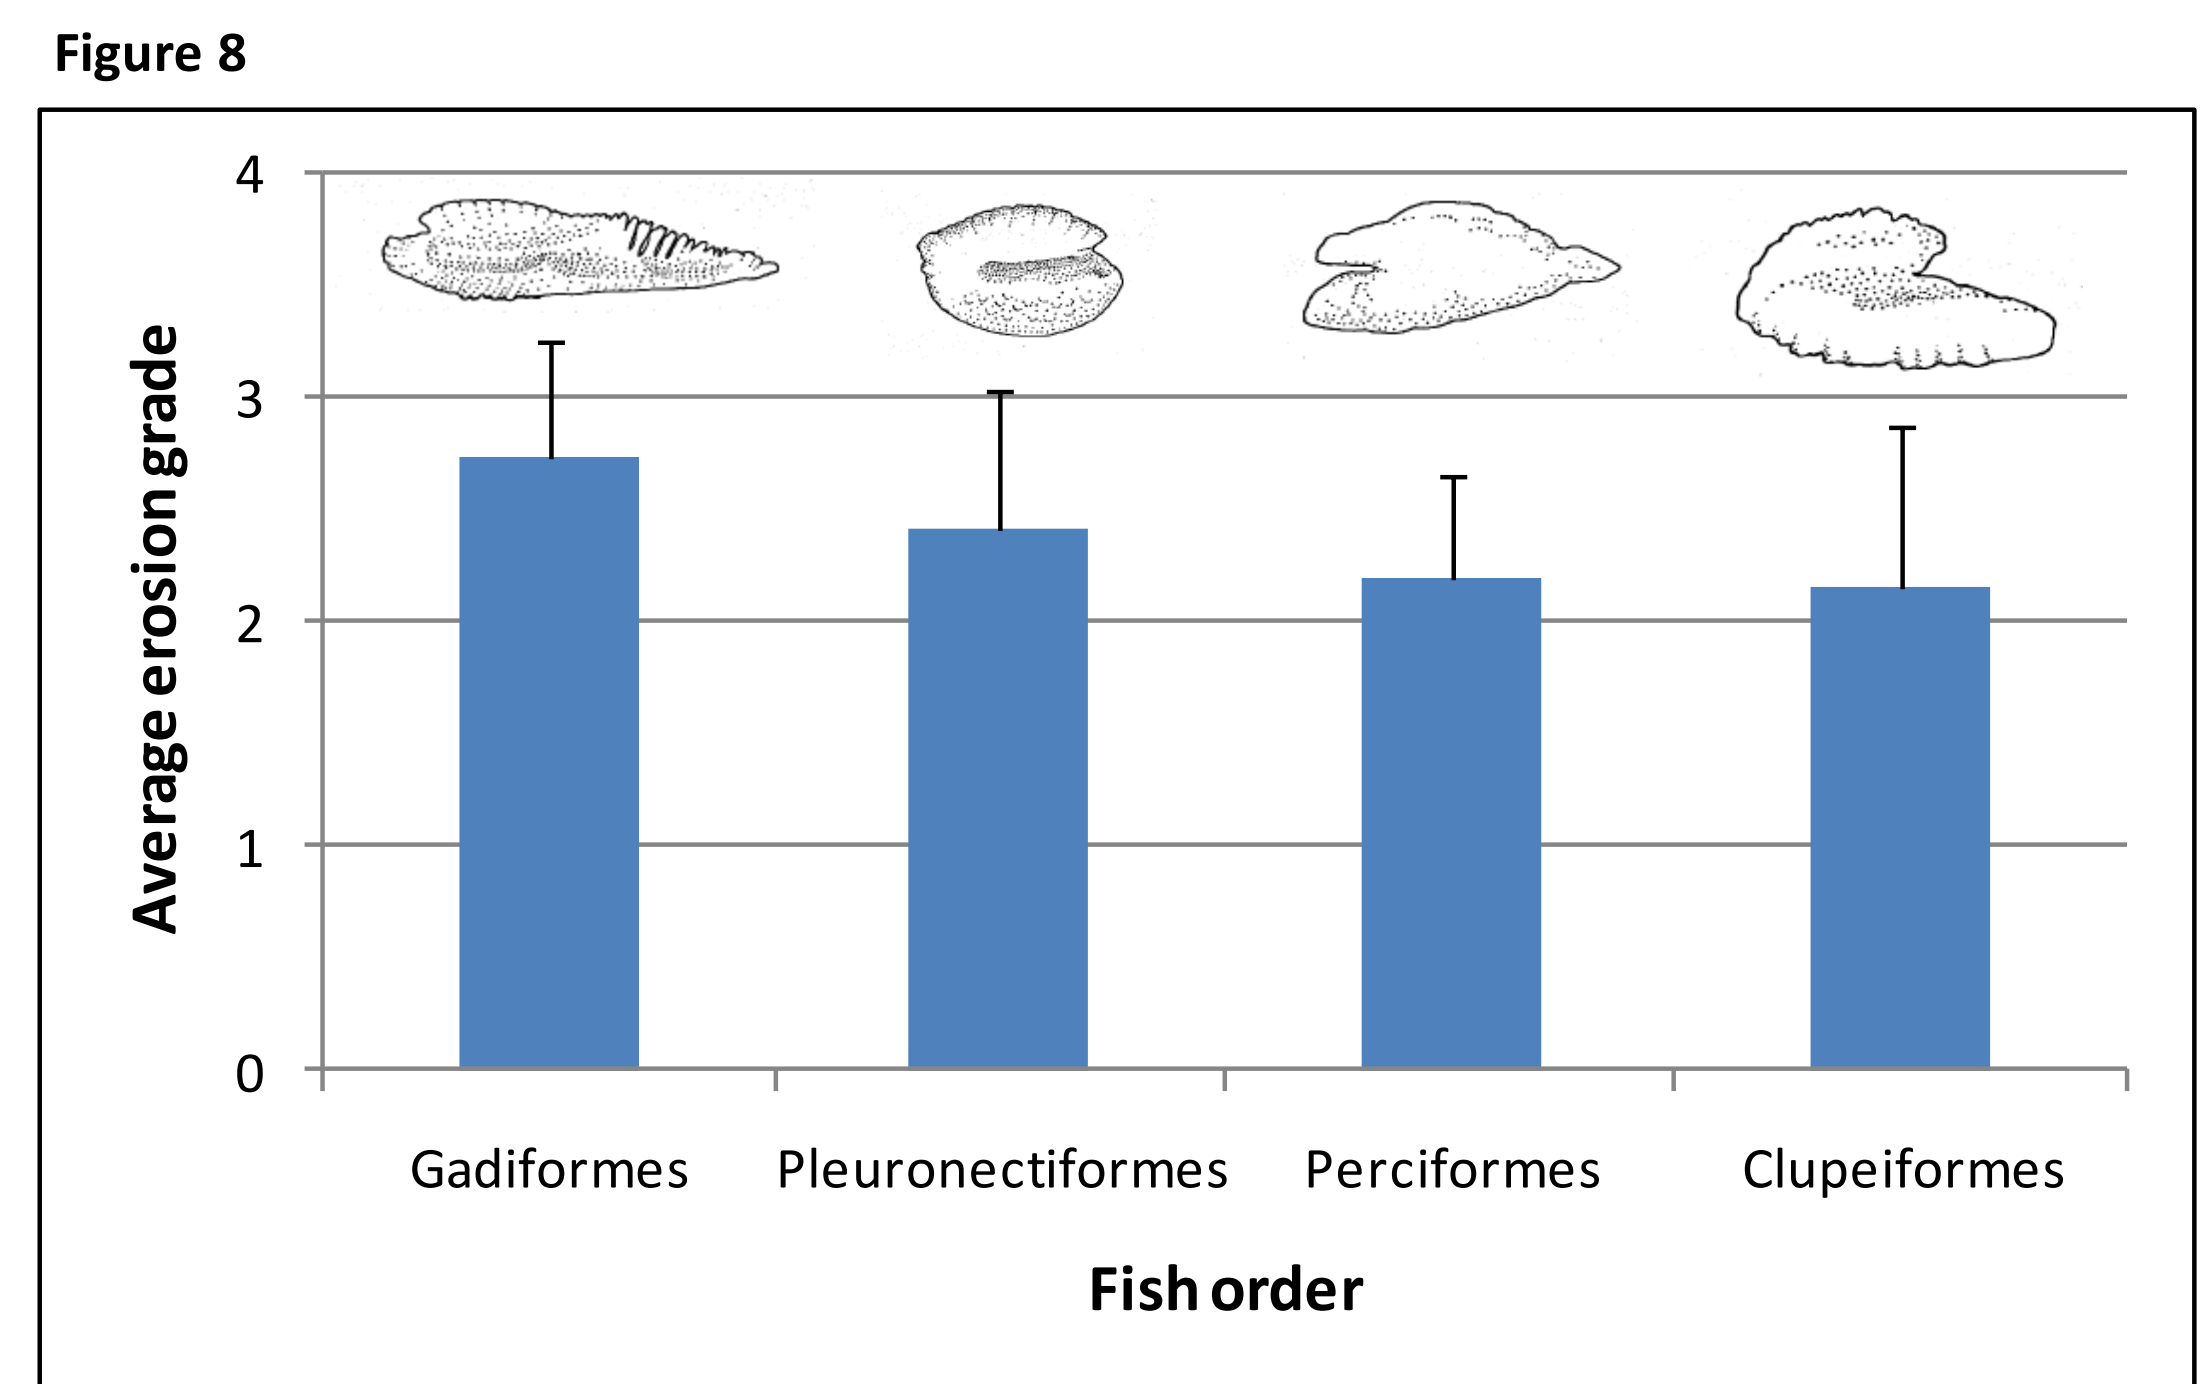 Figure 8
4
3
2
1
0
Average erosion grade
Gadiformes Pleuronectiformes Perciformes Clupeiformes
Fish order